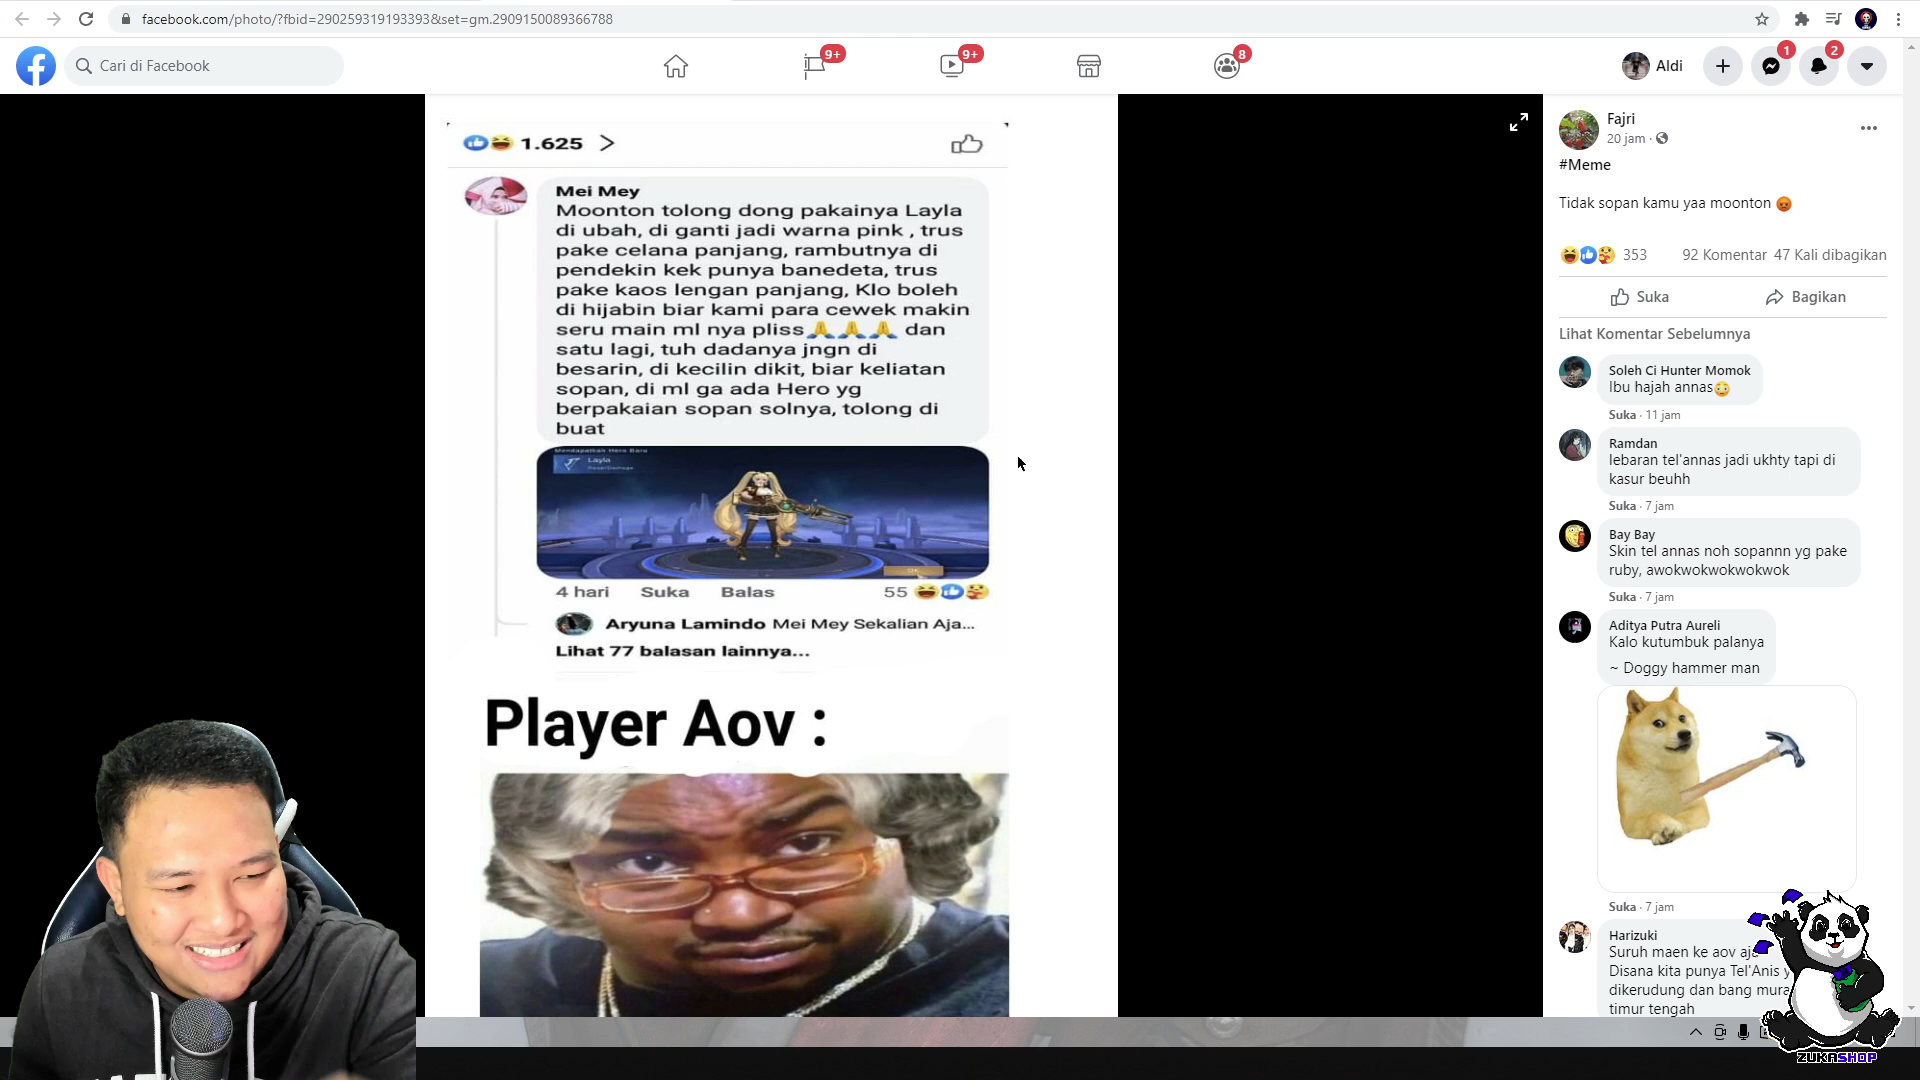 facebook.com/photo/?fbid=290259319193393&set=gm.2909150089366788
Cari di Facebook
9+
9+
8
Aldi
1
2
1.625
Mei Mey
Moonton tolong dong pakainya Layla
di ubah, di ganti jadi warna pink , trus
pake celana panjang, rambutnya di
pendekin kek punya banedeta, trus
pake kaos lengan panjang, Klo boleh
di hijabin biar kami para cewek makin
seru main ml nya pliss🙏🙏🙏 dan
satu lagi, tuh dadanya jngn di
besarin, di kecilin dikit, biar keliatan
sopan, di ml ga ada Hero yg
berpakaian sopan solnya, tolong di
buat
Mendapatkan Hero Baru
Layla
4 hari Suka Balas 55
Aryuna Lamindo Mei Mey Sekalian Aja...
Lihat 77 balasan lainnya...
Player Aov :
Fajri
20 jam ·
#Meme
Tidak sopan kamu yaa moonton 😡
353 92 Komentar 47 Kali dibagikan
Suka Bagikan
Lihat Komentar Sebelumnya
Soleh Ci Hunter Momok
Ibu hajah annas😳
Suka · 11 jam
Ramdan
lebaran tel'annas jadi ukhty tapi di
kasur beuhh
Suka · 7 jam
Bay Bay
Skin tel annas noh sopannn yg pake
ruby, awokwokwokwokwok
Suka · 7 jam
Aditya Putra Aureli
Kalo kutumbuk palanya
~ Doggy hammer man
Suka · 7 jam
Harizuki
Suruh maen ke aov aja
Disana kita punya Tel'Anis y
dikerudung dan bang mura
timur tengah
ZUKASHOP